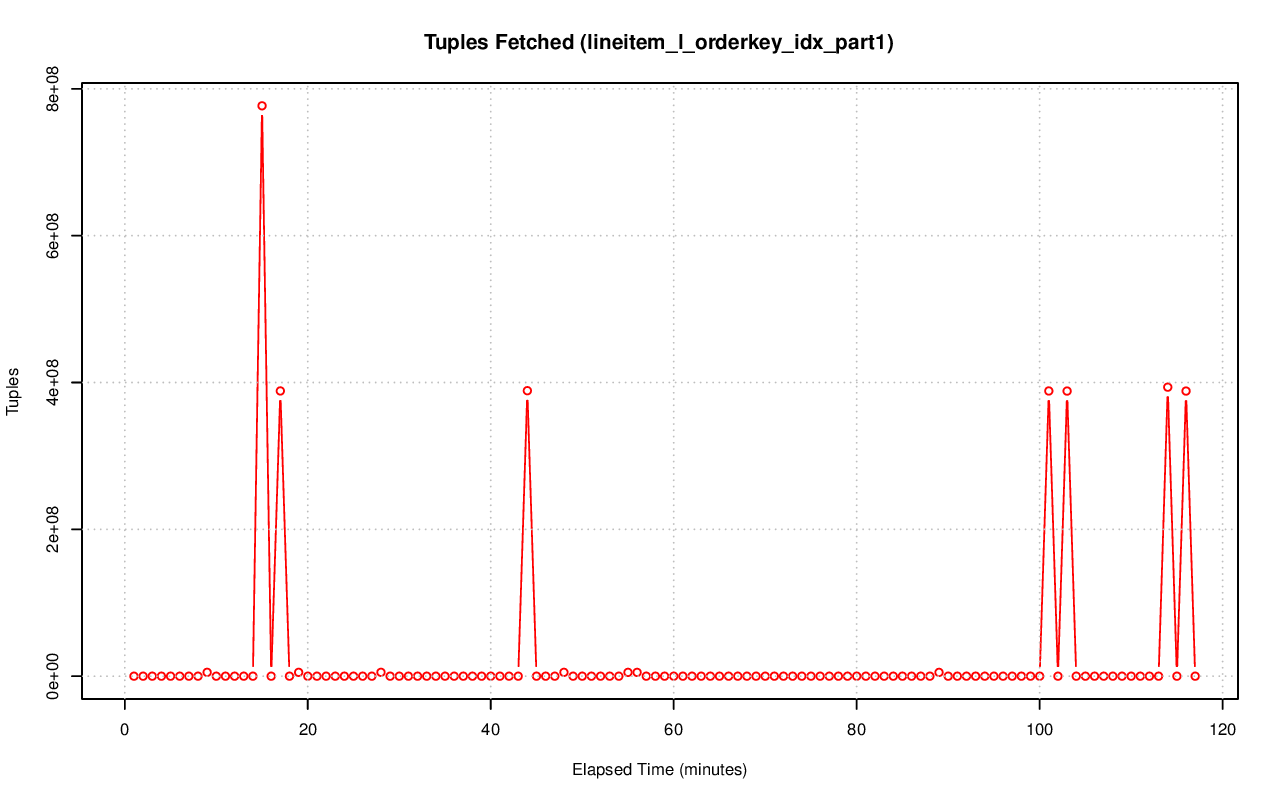 Tuples Fetched (lineitem_l_orderkey_idx_part1)
8e+08
6e+08
4e+08
2e+08
0e+00
Tuples
0 20 40 60 80 100 120
Elapsed Time (minutes)